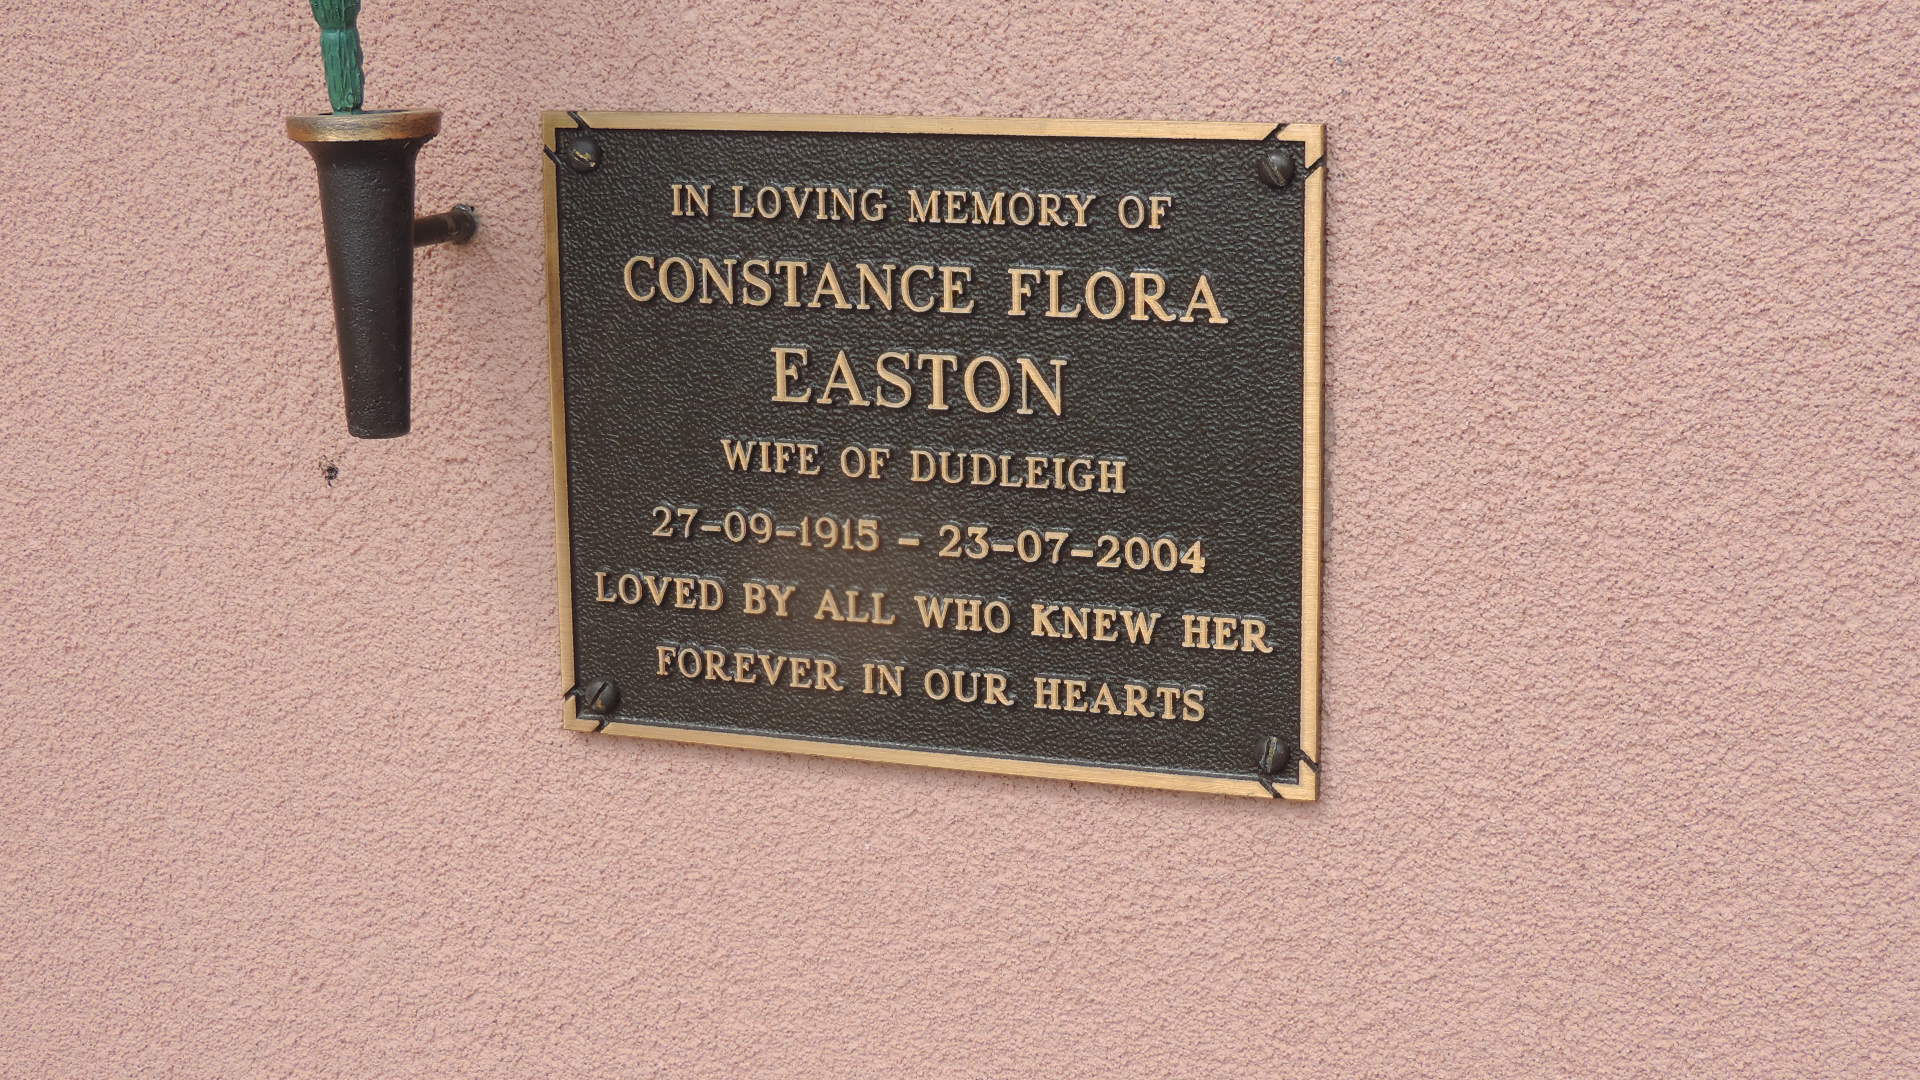 IN LOVING MEMORY OF
CONSTANCE FLORA
EASTON
WIFE OF DUDLEIGH
27-09-1915 - 23-07-2004
LOVED BY ALL WHO KNEW HER
FOREVER IN OUR HEARTS